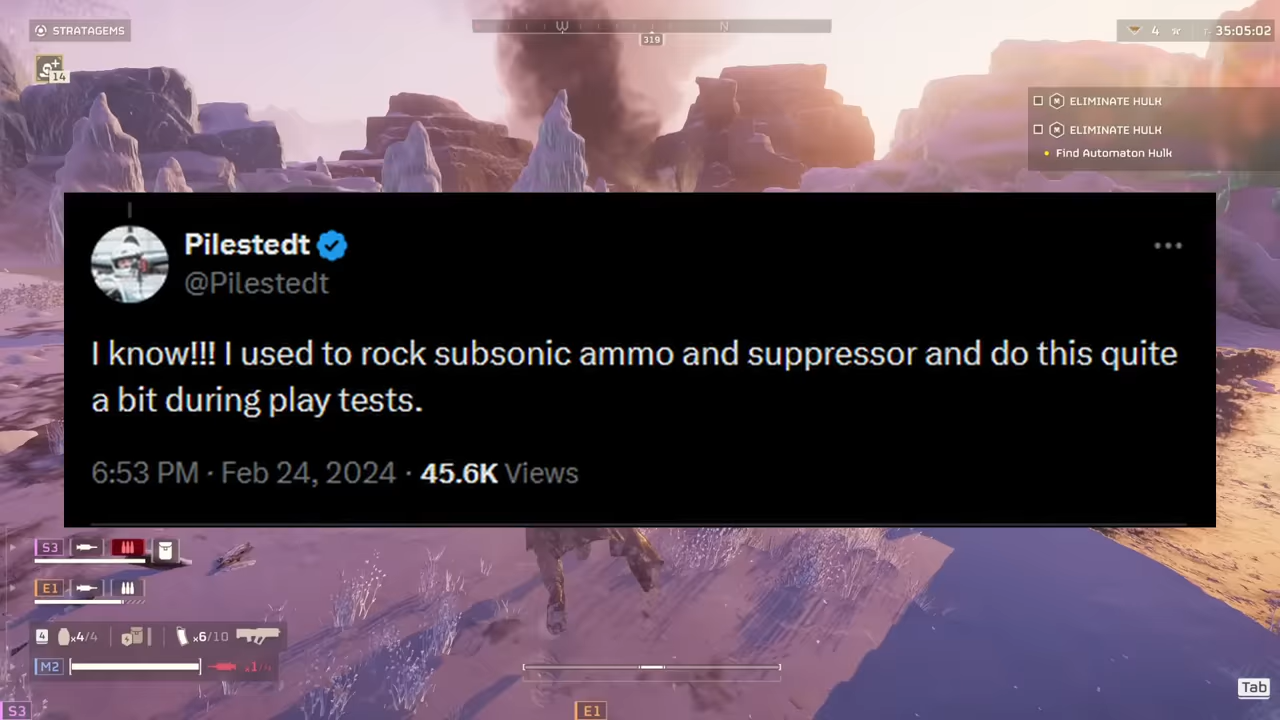 STRATAGEMS
W
N
319
4
35:05:02
14
ELIMINATE HULK
ELIMINATE HULK
Find Automaton Hulk
Pilestedt
@Pilestedt
I know!!! I used to rock subsonic ammo and suppressor and do this quite
a bit during play tests.
6:53 PM · Feb 24, 2024 · 45.6K Views
S3
E1
4 x4/4 x6/10
M2
Tab
S3
E1